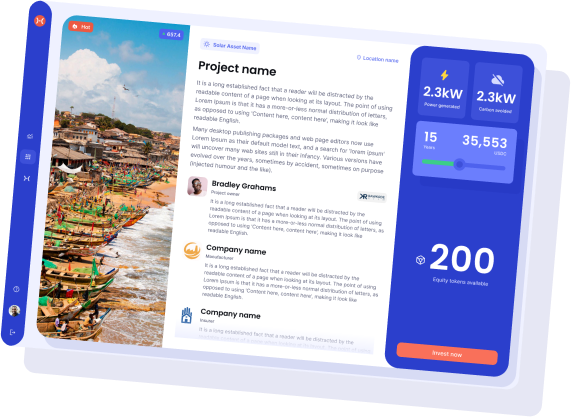 Hot
657.4
Solar Asset Name
Location name
Project name
It is a long established fact that a reader will be distracted by the
readable content of a page when looking at its layout. The point of using
Lorem Ipsum is that it has a more-or-less normal distribution of letters,
as opposed to using 'Content here, content here', making it look like
readable English.
Many desktop publishing packages and web page editors now use
Lorem Ipsum as their default model text, and a search for 'lorem ipsum'
will uncover many web sites still in their infancy. Various versions have
evolved over the years, sometimes by accident, sometimes on purpose
(injected humour and the like).
Bradley Grahams
Project owner
It is a long established fact that a reader will be distracted by the
readable content of a page when looking at its layout. The point of using
Lorem Ipsum is that it has a more-or-less normal distribution of letters, as
opposed to using 'Content here, content here', making it look like
readable English.
Company name
Manufacturer
It is a long established fact that a reader will be distracted by the
readable content of a page when looking at its layout. The point of using
Lorem Ipsum is that it has a more-or-less normal distribution of letters, as
opposed to using 'Content here, content here', making it look like
readable English.
Company name
Insurer
It is a long established fact that a reader will be distracted by the
2.3kW
Power generated
2.3kW
Carbon avoided
15
Years
35,553
USDC
200
Equity tokens available
Invest now